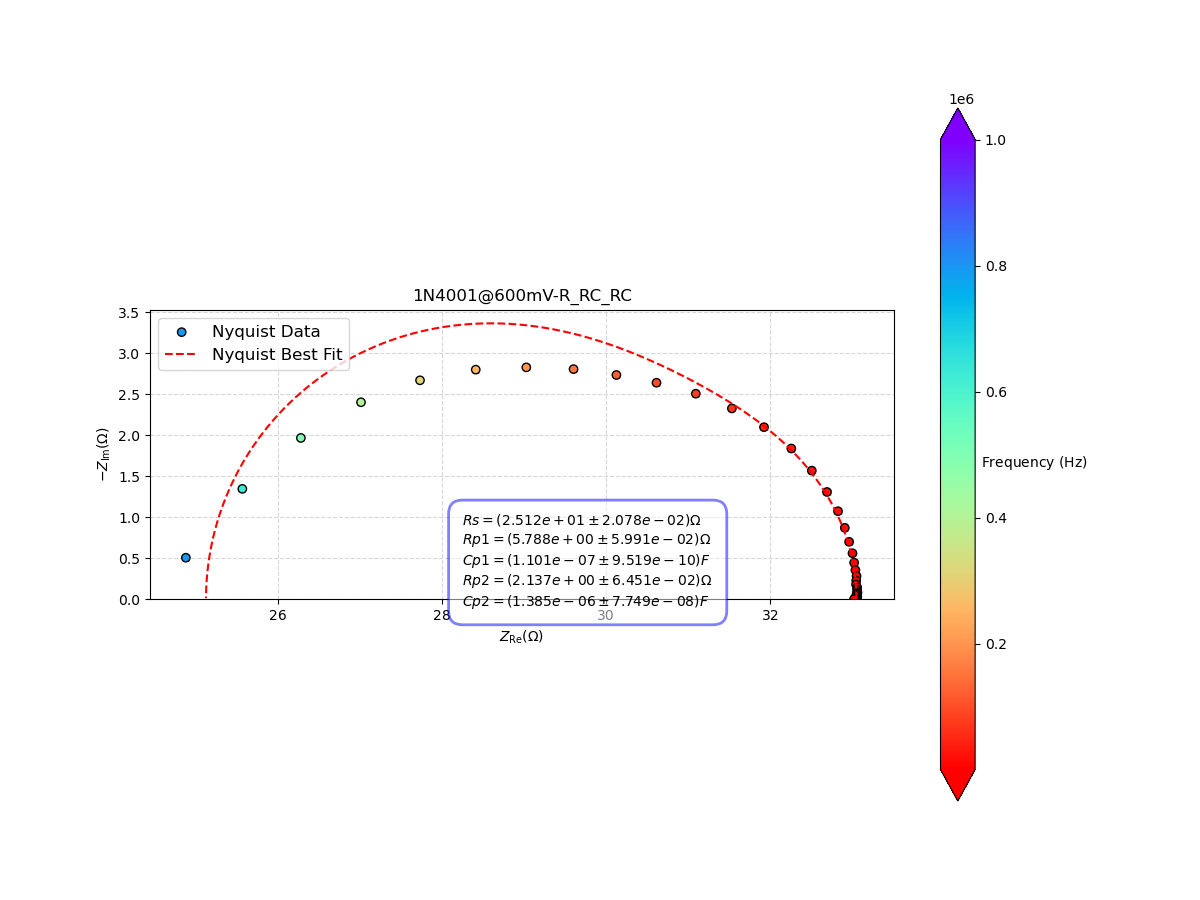 1e6
1N4001@600mV-R_RC_RC
Nyquist Data
Nyquist Best Fit
3.5
3.0
2.5
2.0
1.5
1.0
0.5
0.0
−Z_Im(Ω)
26
28
30
32
Z_Re(Ω)
Rs = (2.512e + 01 ± 2.078e − 02)Ω
Rp1 = (5.788e + 00 ± 5.991e − 02)Ω
Cp1 = (1.101e − 07 ± 9.519e − 10)F
Rp2 = (2.137e + 00 ± 6.451e − 02)Ω
Cp2 = (1.385e − 06 ± 7.749e − 08)F
1.0
0.8
0.6
0.4
0.2
Frequency (Hz)